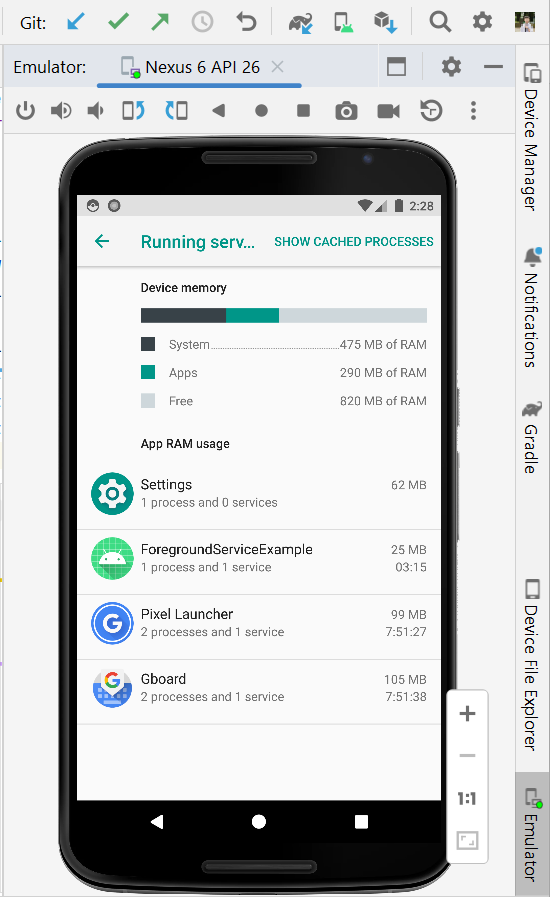 Git:
Emulator: Nexus 6 API 26
2:28
Running serv... SHOW CACHED PROCESSES
Device memory
System 475 MB of RAM
Apps 290 MB of RAM
Free 820 MB of RAM
App RAM usage
Settings 62 MB
1 process and 0 services
ForegroundServiceExample 25 MB
1 process and 1 service 03:15
Pixel Launcher 99 MB
2 processes and 1 service 7:51:27
Gboard 105 MB
2 processes and 1 service 7:51:38
1:1
Device Manager
Notifications
Gradle
Device File Explorer
Emulator